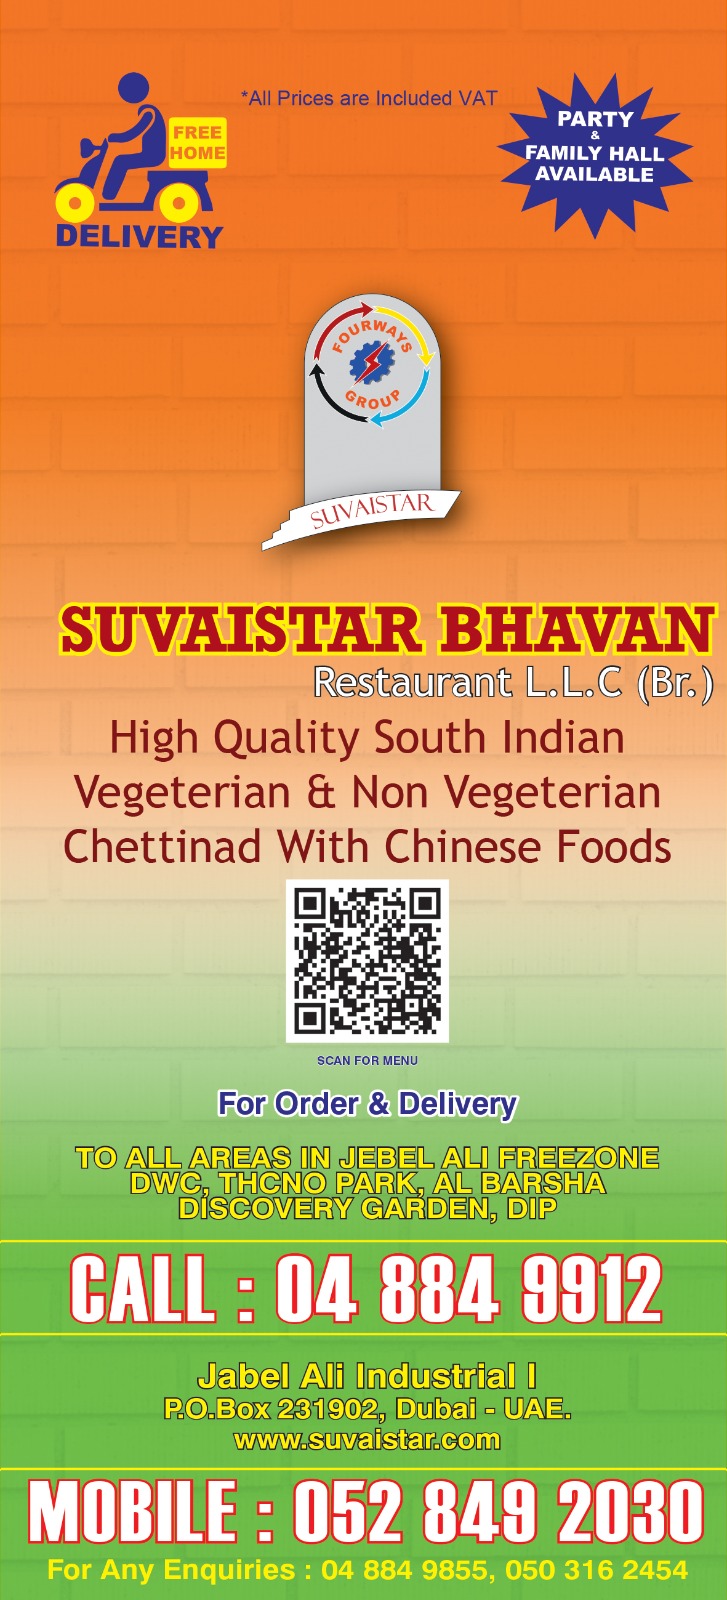 *All Prices are Included VAT
FREE
HOME
DELIVERY
PARTY
&
FAMILY HALL
AVAILABLE
FOURWAYS
GROUP
SUVAISTAR
SUVAISTAR BHAVAN
Restaurant L.L.C (Br.)
High Quality South Indian
Vegeterian & Non Vegeterian
Chettinad With Chinese Foods
SCAN FOR MENU
For Order & Delivery
TO ALL AREAS IN JEBEL ALI FREEZONE
DWC, THCNO PARK, AL BARSHA
DISCOVERY GARDEN, DIP
CALL : 04 884 9912
Jabel Ali Industrial I
P.O.Box 231902, Dubai - UAE.
www.suvaistar.com
MOBILE : 052 849 2030
For Any Enquiries : 04 884 9855, 050 316 2454